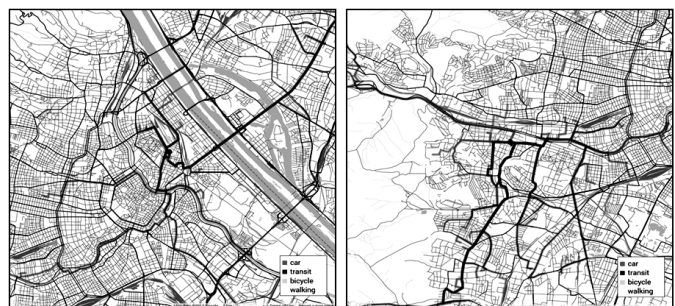 car
transit
bicycle
walking
car
transit
bicycle
walking